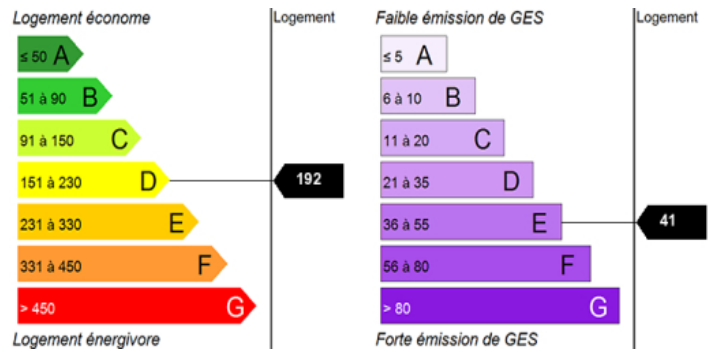 Logement économe
Logement
≤ 50 A
51 à 90 B
91 à 150 C
151 à 230 D
192
231 à 330 E
331 à 450 F
> 450 G
Logement énergivore
Faible émission de GES
Logement
≤ 5 A
6 à 10 B
11 à 20 C
21 à 35 D
36 à 55 E
41
56 à 80 F
> 80 G
Forte émission de GES